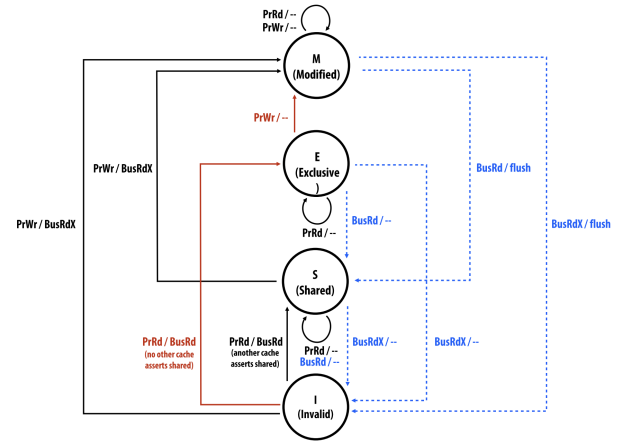 PrRd / --
PrWr / --
M
(Modified)
PrWr / --
E
(Exclusive
)
PrRd / --
BusRd / --
BusRd / flush
PrWr / BusRdX
PrWr / BusRdX
BusRdX / flush
S
(Shared)
PrRd / BusRd
(no other cache
asserts shared)
PrRd / BusRd
(another cache
asserts shared)
PrRd / --
BusRd / --
BusRdX / --
BusRdX / --
I
(Invalid)